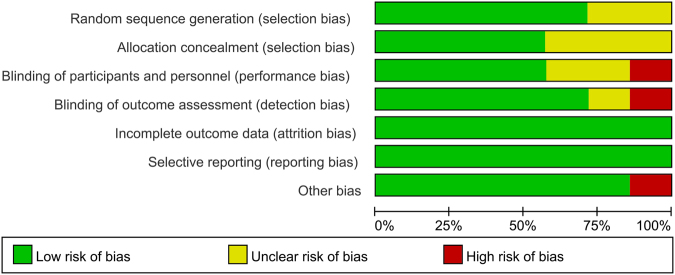 Random sequence generation (selection bias)
Allocation concealment (selection bias)
Blinding of participants and personnel (performance bias)
Blinding of outcome assessment (detection bias)
Incomplete outcome data (attrition bias)
Selective reporting (reporting bias)
Other bias
0% 25% 50% 75% 100%
Low risk of bias Unclear risk of bias High risk of bias